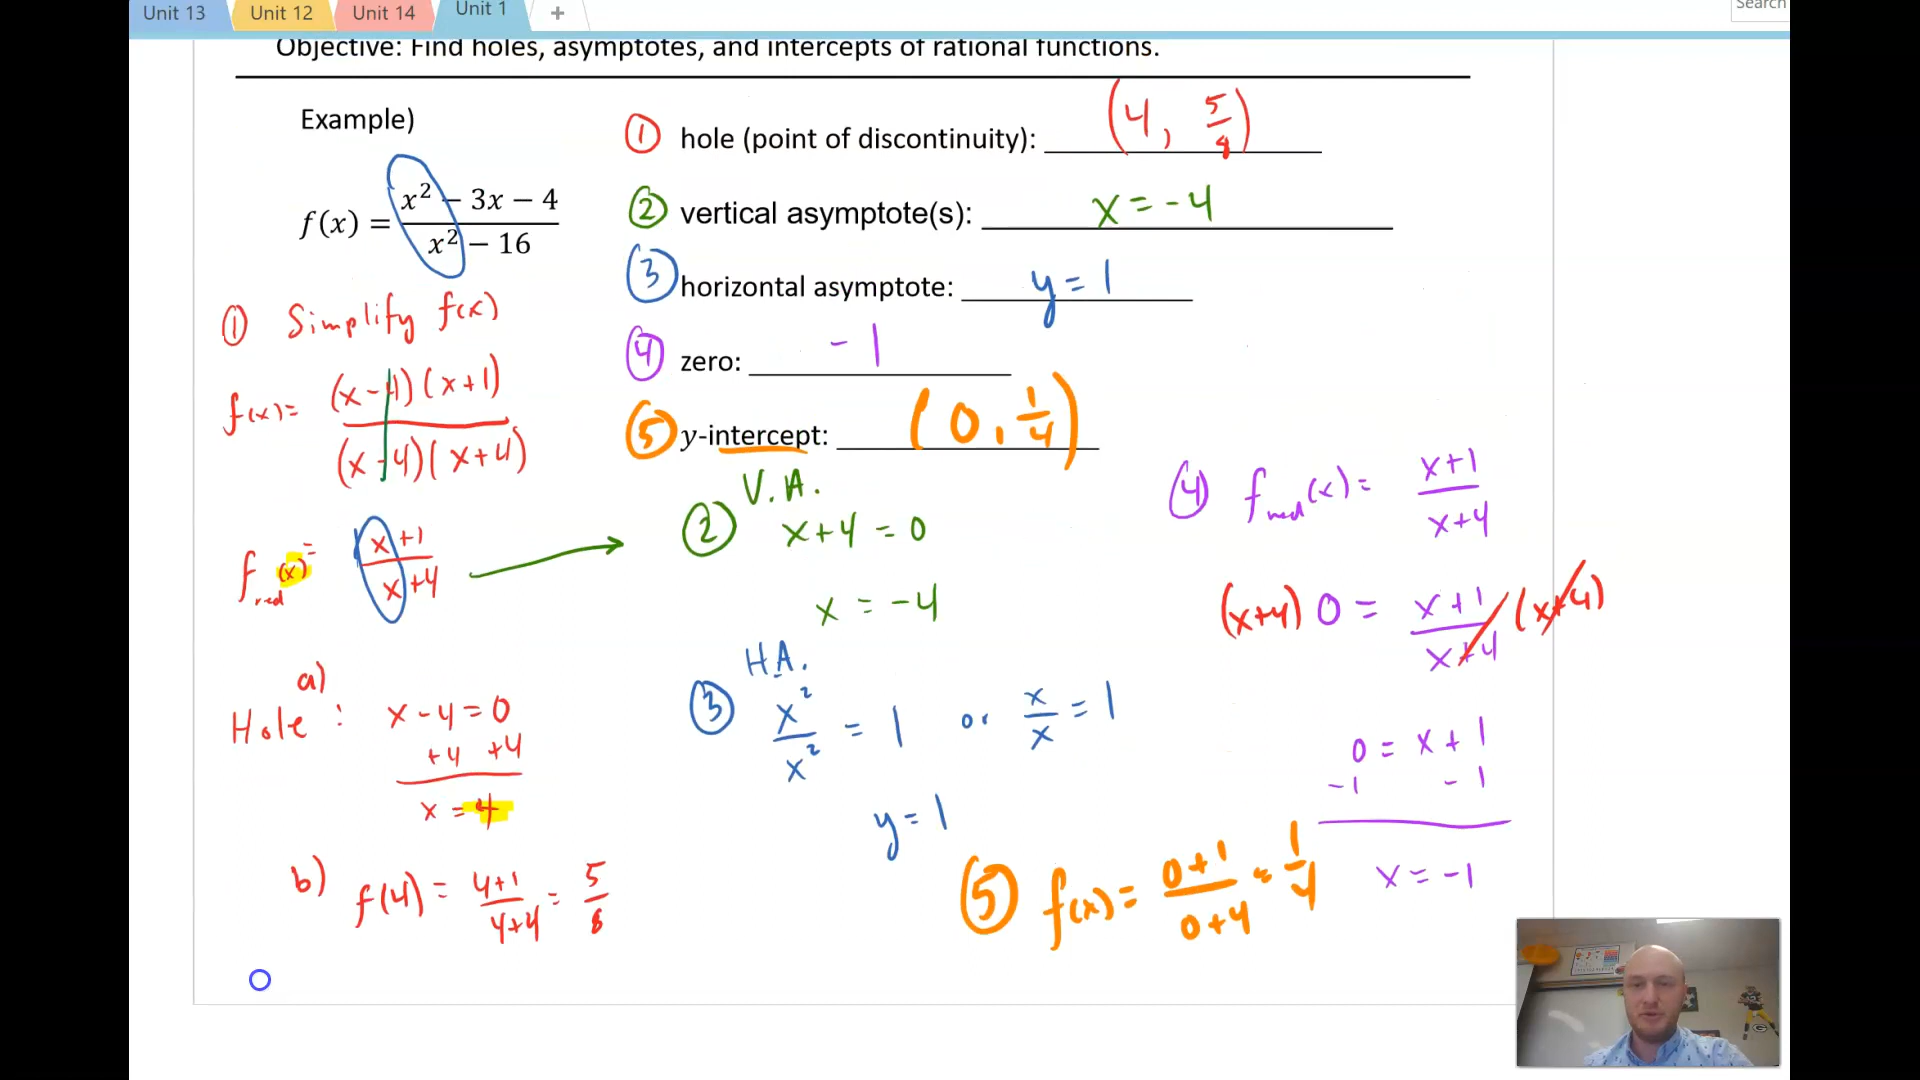 Unit 13 Unit 12 Unit 14 Unit 1 +
Search
Objective: Find holes, asymptotes, and intercepts of rational functions.
Example)
f(x) = (x² − 3x − 4)/(x² − 16)
① hole (point of discontinuity): (4, 5/8)
② vertical asymptote(s): x = -4
③ horizontal asymptote: y = 1
④ zero: -1
⑤ y-intercept: (0, 1/4)
① Simplify f(x)
f(x) = (x-4)(x+1)/(x-4)(x+4)
f red (x) = (x+1)/(x+4)
Hole: a) x - 4 = 0
+4 +4
x = 4
b) f(4) = (4+1)/(4+4) = 5/8
② V.A.
x+4 = 0
x = -4
③ H.A.
x²/x² = 1 or x/x = 1
y = 1
④ f red (x) = (x+1)/(x+4)
(x+4) 0 = (x+1)/(x+4) (x+4)
0 = x + 1
-1 - 1
x = -1
⑤ f(x) = (0+1)/(0+4) = 1/4